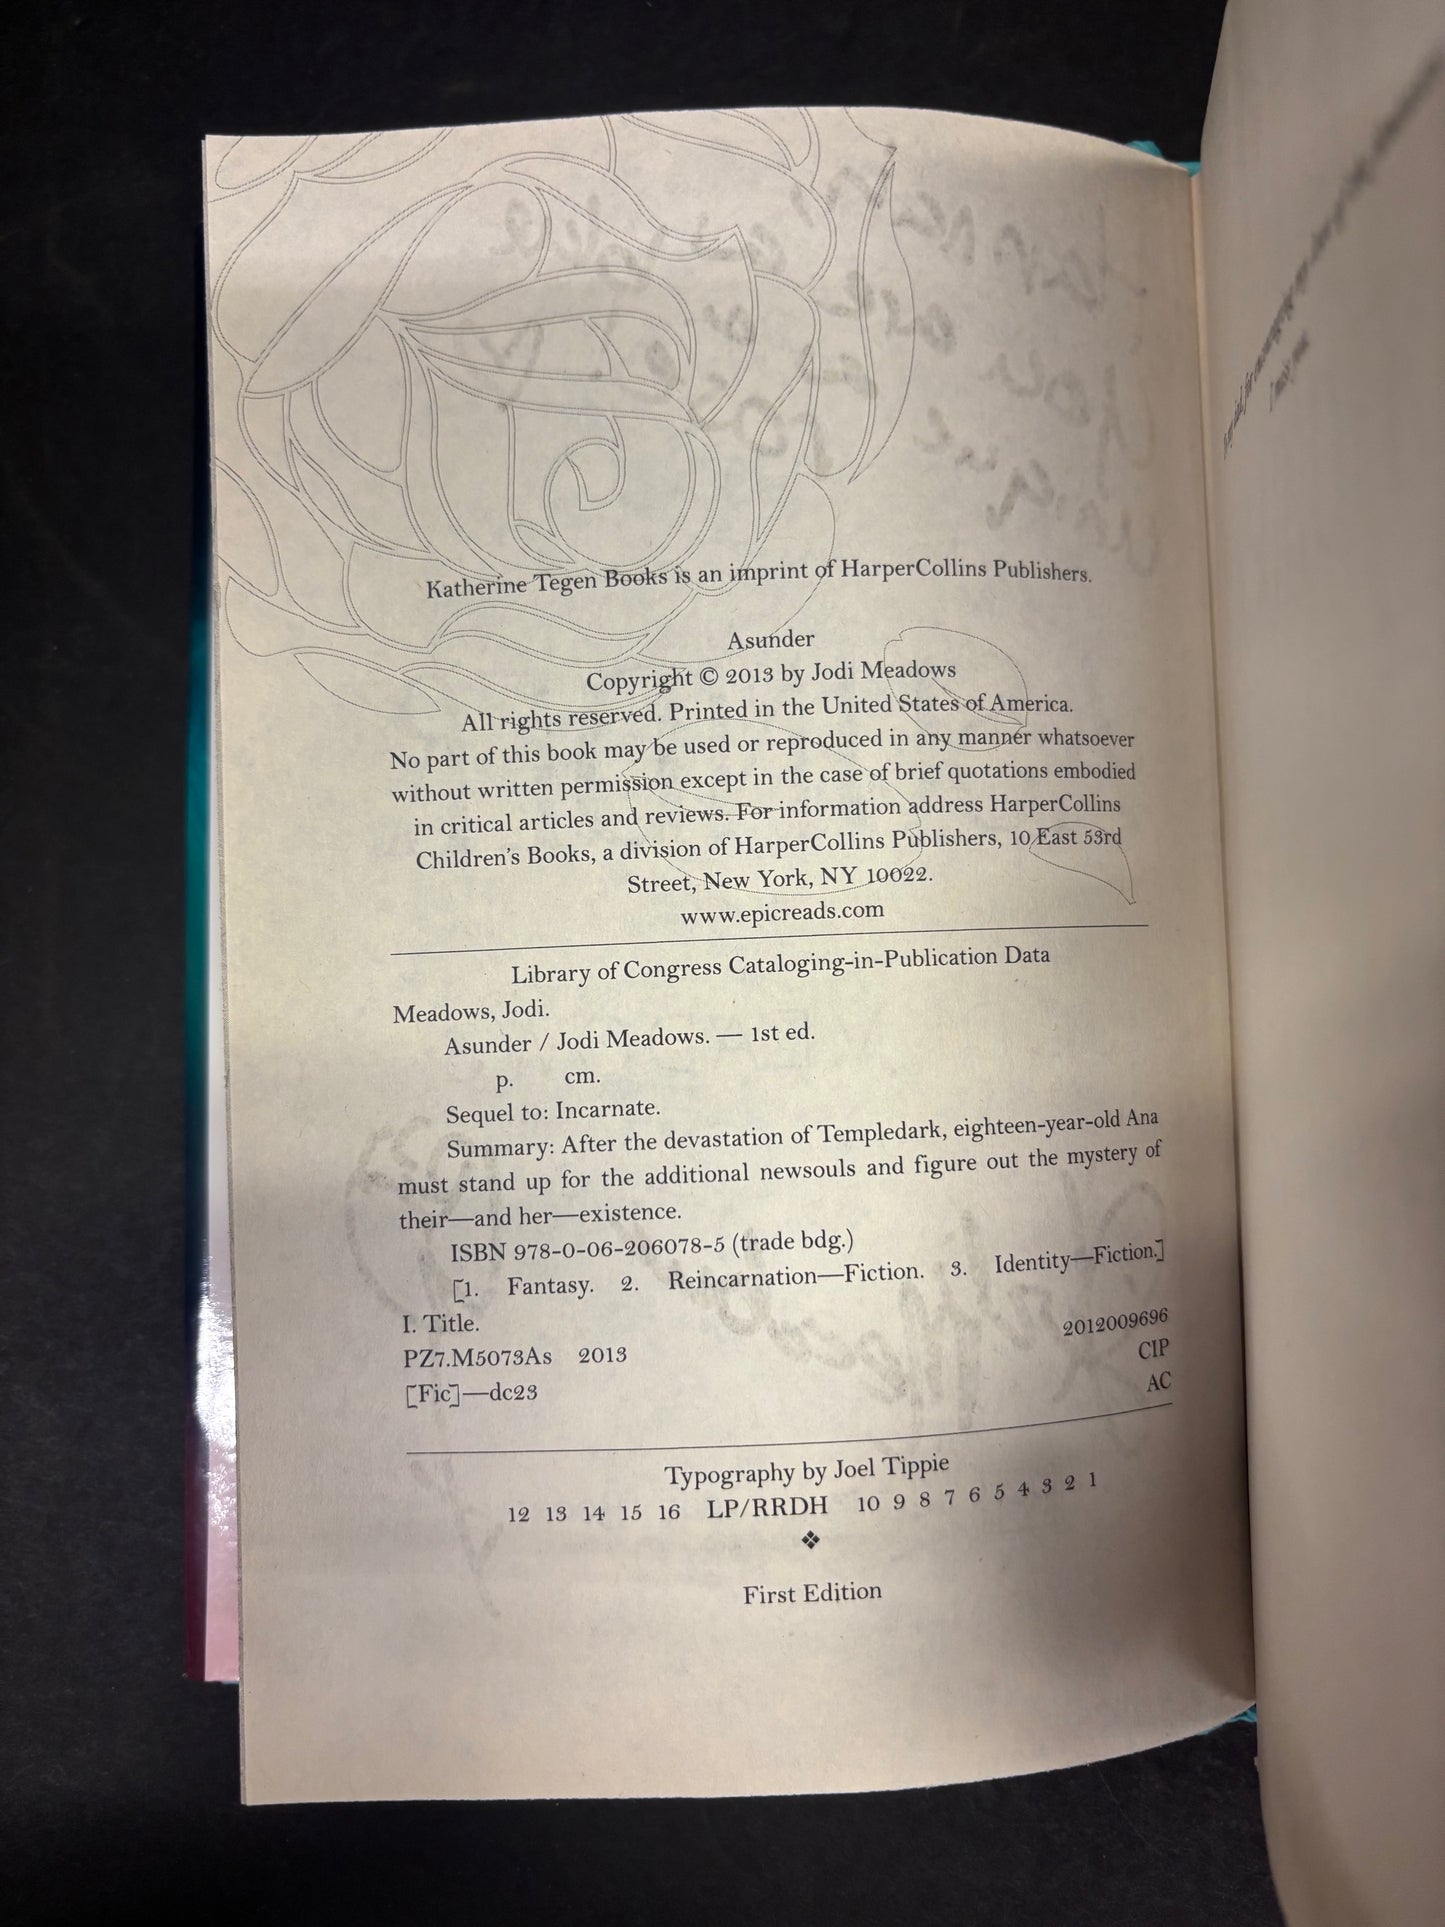 Katherine Tegen Books is an imprint of HarperCollins Publishers.
Asunder
Copyright © 2013 by Jodi Meadows
All rights reserved. Printed in the United States of America.
No part of this book may be used or reproduced in any manner whatsoever
without written permission except in the case of brief quotations embodied
in critical articles and reviews. For information address HarperCollins
Children's Books, a division of HarperCollins Publishers, 10 East 53rd
Street, New York, NY 10022.
www.epicreads.com
Library of Congress Cataloging-in-Publication Data
Meadows, Jodi.
Asunder / Jodi Meadows. — 1st ed.
p. cm.
Sequel to: Incarnate.
Summary: After the devastation of Templedark, eighteen-year-old Ana
must stand up for the additional newsouls and figure out the mystery of
their—and her—existence.
ISBN 978-0-06-206078-5 (trade bdg.)
[1. Fantasy. 2. Reincarnation—Fiction. 3. Identity—Fiction.]
I. Title.
PZ7.M5073As 2013 2012009696
[Fic]—dc23 CIP
AC
Typography by Joel Tippie
12 13 14 15 16 LP/RRDH 10 9 8 7 6 5 4 3 2 1
❖
First Edition